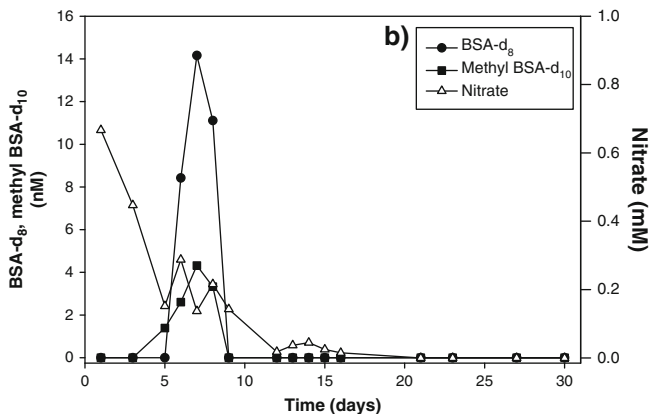 b)
BSA-d8
Methyl BSA-d10
Nitrate
16
14
12
10
8
6
4
2
0
BSA-d8, methyl BSA-d10
(nM)
1.0
0.8
0.6
0.4
0.2
0.0
Nitrate (mM)
0 5 10 15 20 25 30
Time (days)